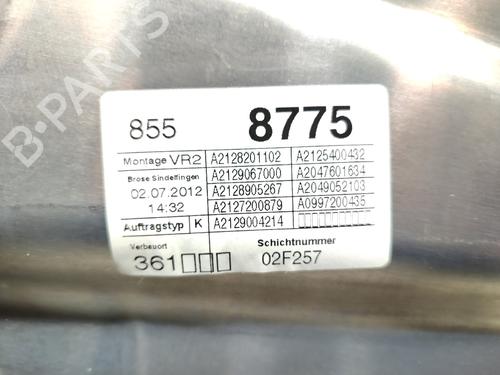 B-PARTS
855 8775
Montage VR2 A2128201102 A2125400432
Brose Sindelfingen A2129067000 A2047601634
02.07.2012 A2128905267 A2049052103
14:32 A2127200879 A0997200435
Auftragstyp K A2129004214 □□□□□□□□□□
Verbauort Schichtnummer
361□□□ 02F257